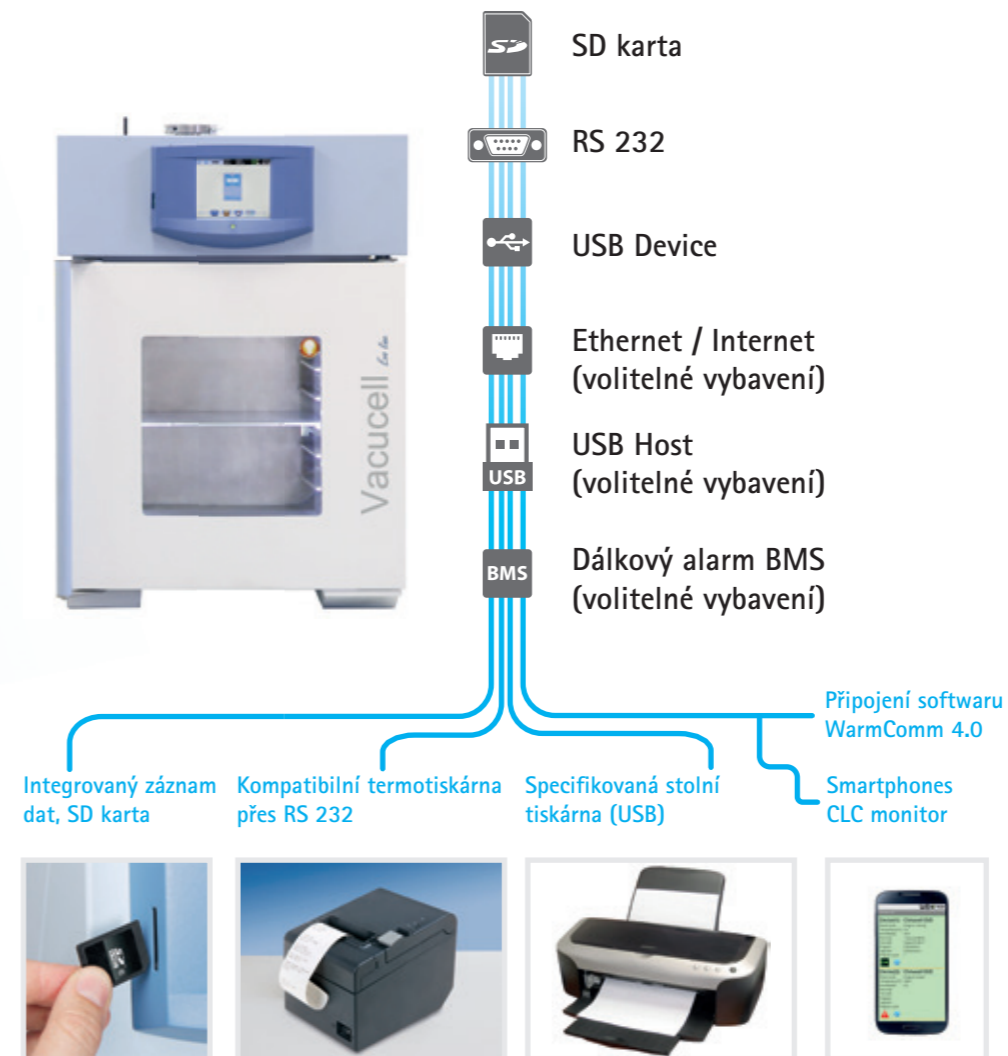 SD karta
RS 232
USB Device
Ethernet / Internet
(volitelné vybavení)
USB
USB Host
(volitelné vybavení)
BMS
Dálkový alarm BMS
(volitelné vybavení)
Vacucell
Připojení softwaru
WarmComm 4.0
Integrovaný záznam
dat, SD karta
Kompatibilní termotiskárna
přes RS 232
Specifikovaná stolní
tiskárna (USB)
Smartphones
CLC monitor